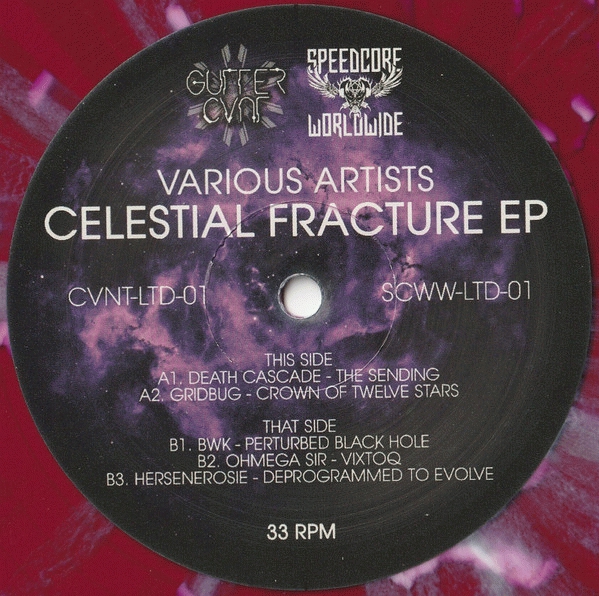 GUTTER
CVNT
SPEEDCORE
WORLDWIDE
VARIOUS ARTISTS
CELESTIAL FRACTURE EP
CVNT-LTD-01
SCWW-LTD-01
THIS SIDE
A1. DEATH CASCADE - THE SENDING
A2. GRIDBUG - CROWN OF TWELVE STARS
THAT SIDE
B1. BWK - PERTURBED BLACK HOLE
B2. OHMEGA SIR - VIXTOQ
B3. HERSENEROSIE - DEPROGRAMMED TO EVOLVE
33 RPM